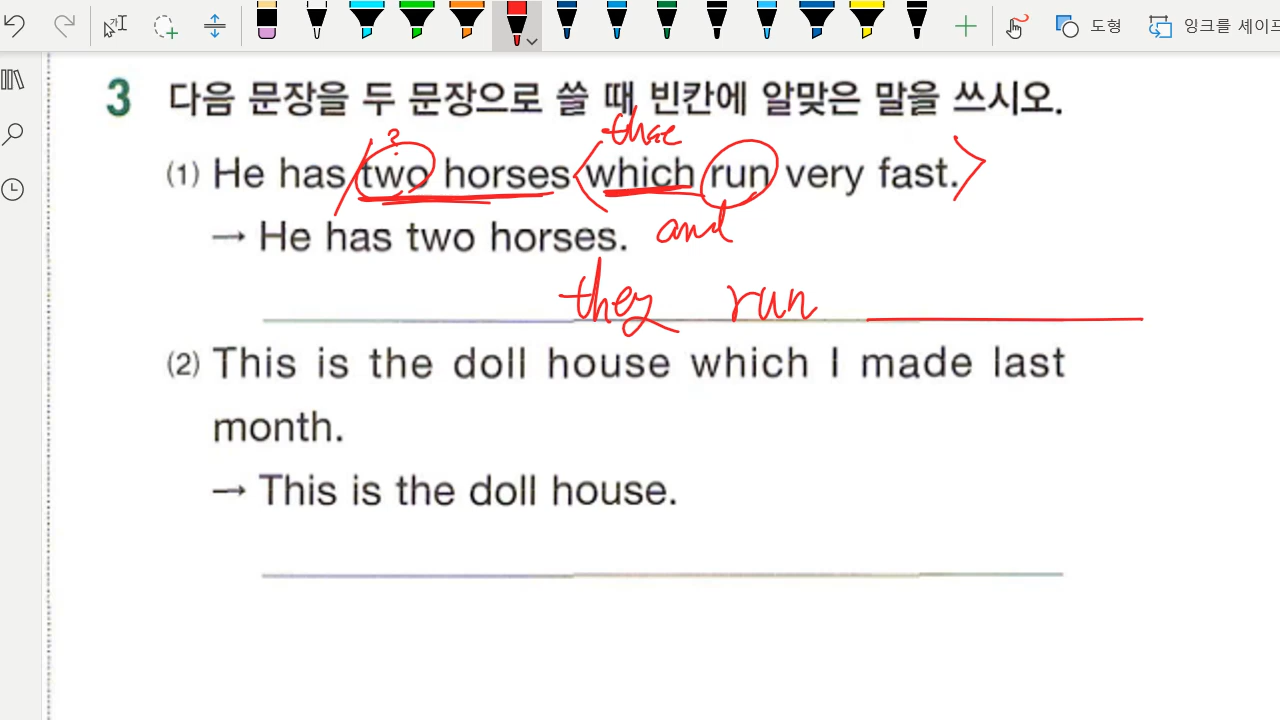 도형
잉크를 셰이프
3 다음 문장을 두 문장으로 쓸 때 빈칸에 알맞은 말을 쓰시오.
? that
(1) He has two horses which run very fast.
→ He has two horses. and
they run
(2) This is the doll house which I made last
month.
→ This is the doll house.